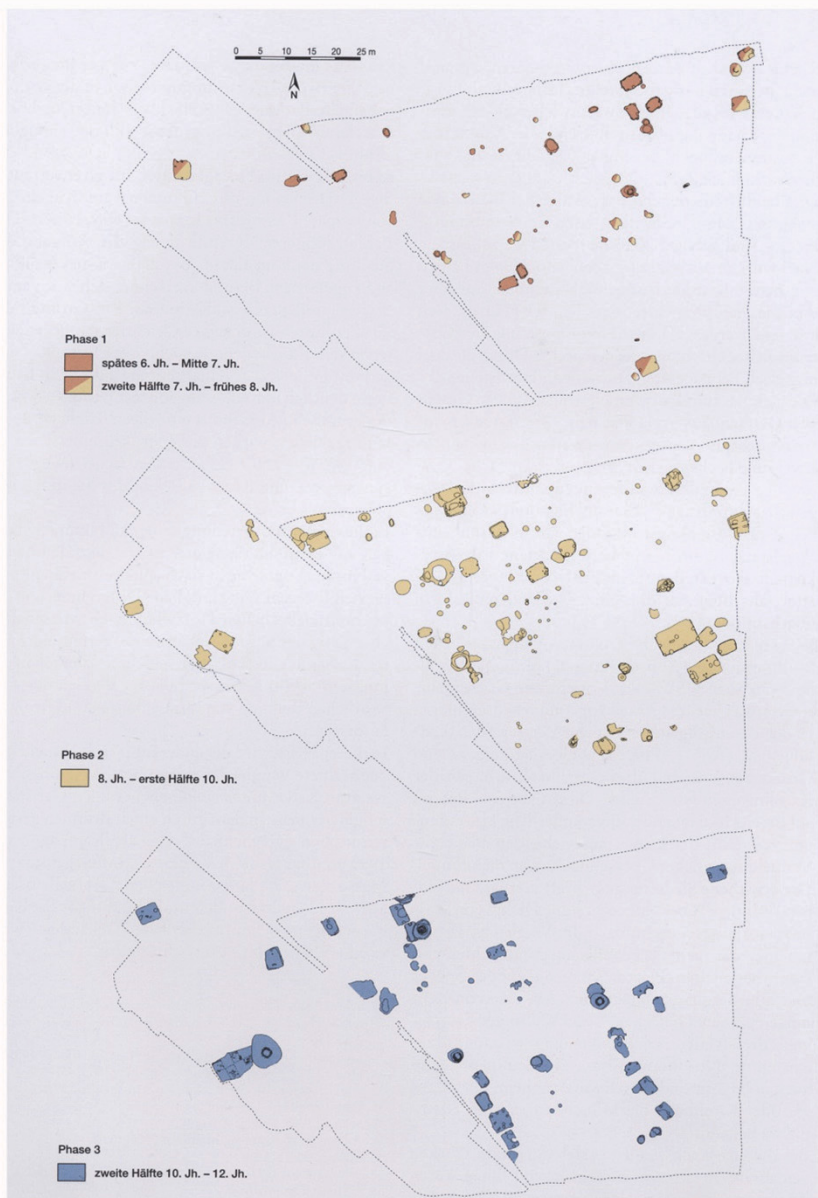 0 5 10 15 20 25 m
N
Phase 1
spätes 6. Jh. – Mitte 7. Jh.
zweite Hälfte 7. Jh. – frühes 8. Jh.
Phase 2
8. Jh. – erste Hälfte 10. Jh.
Phase 3
zweite Hälfte 10. Jh. – 12. Jh.